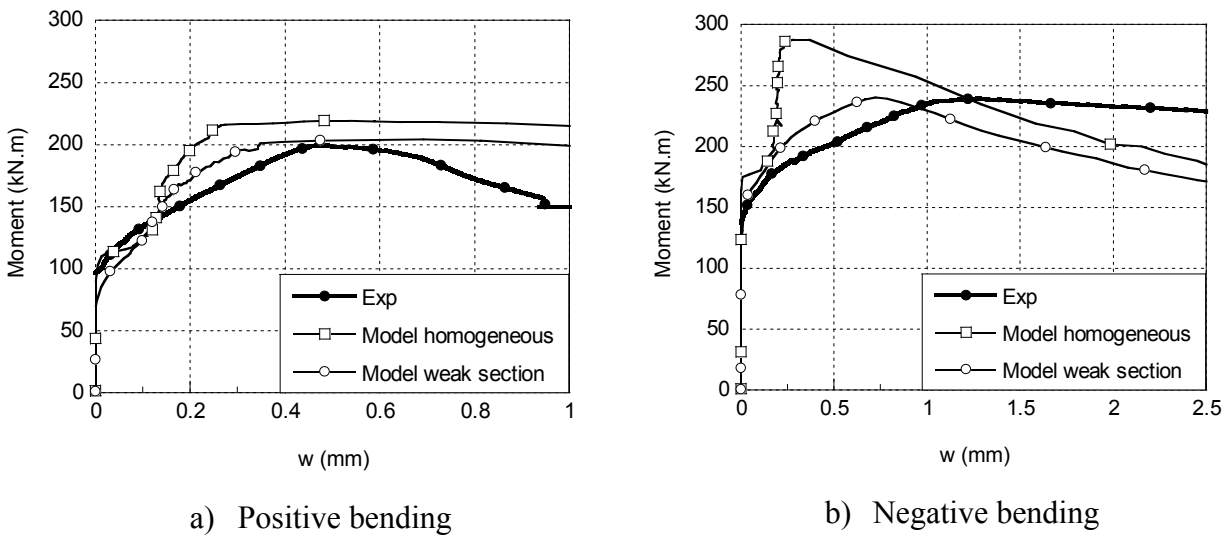 300
250
200
150
100
50
0
Moment (kN.m)
0 0.2 0.4 0.6 0.8 1
w (mm)
Exp
Model homogeneous
Model weak section
a) Positive bending
300
250
200
150
100
50
0
Moment (kN.m)
0 0.5 1 1.5 2 2.5
w (mm)
Exp
Model homogeneous
Model weak section
b) Negative bending